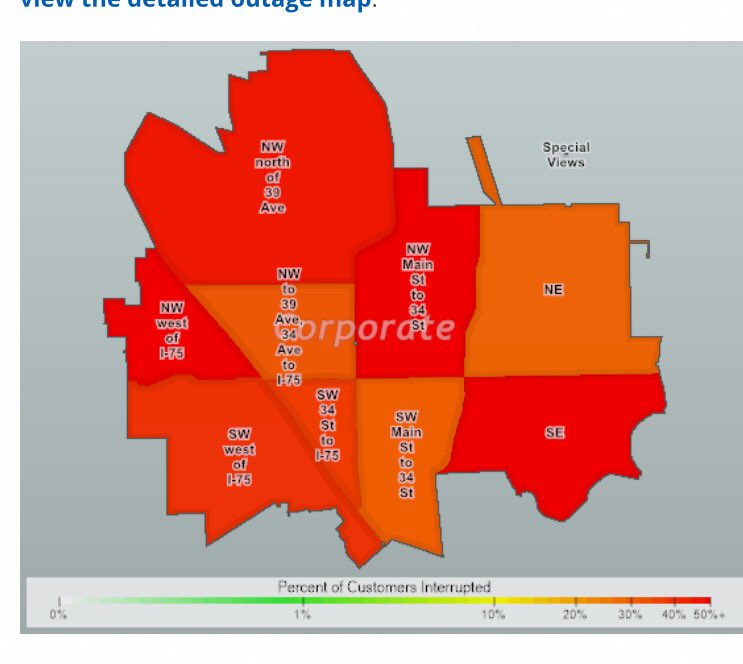 view the detailed outage map.
Special
Views
NW
north
of
39
Ave
NW
Main
St
to
34
St
NW
to
39
Ave,
34
Ave
to
I-75
NE
NW
west
of
I-75
Corporate
SW
34
St
to
I-75
SW
Main
St
to
34
St
SW
west
of
I-75
SE
Percent of Customers Interrupted
0% 1% 10% 20% 30% 40% 50%+